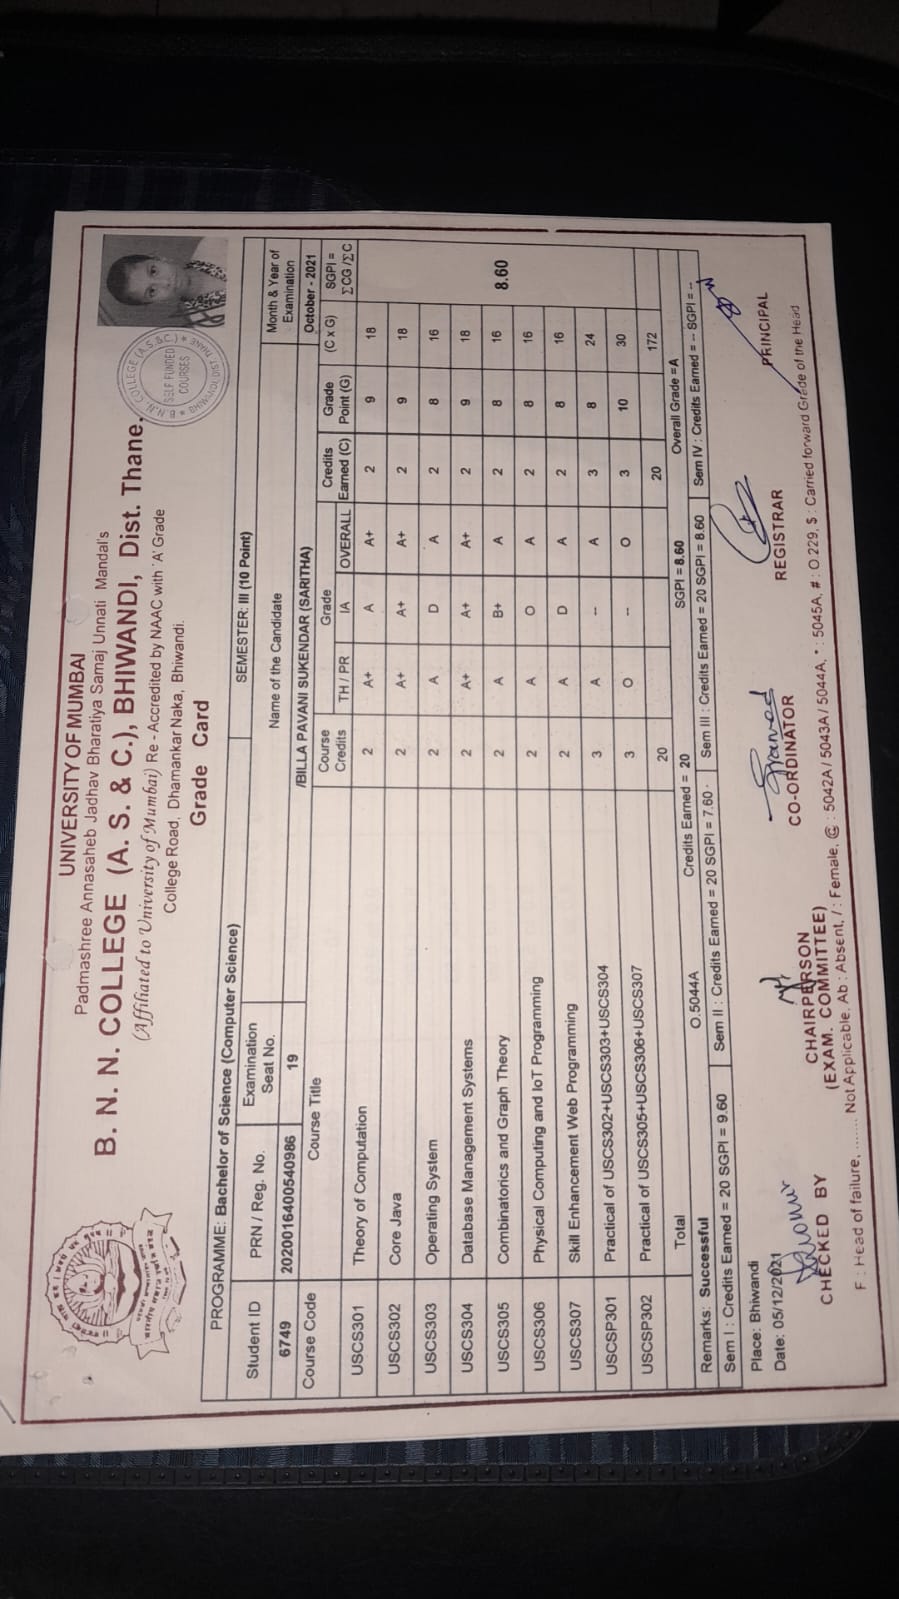 UNIVERSITY OF MUMBAI
Padmashree Annasaheb Jadhav Bharatiya Samaj Unnati Mandal's
B. N. N. COLLEGE (A. S. & C.), BHIWANDI, Dist. Thane.
(Affiliated to University of Mumbai) Re - Accredited by NAAC with 'A' Grade
College Road, Dhamankar Naka, Bhiwandi.
Grade Card
B.N.N. COLLEGE (A.S.&C.) BHIWANDI DIST. THANE
SELF FUNDED
COURSES
PROGRAMME: Bachelor of Science (Computer Science) SEMESTER: III (10 Point)
Student ID PRN / Reg. No. Examination Seat No. Name of the Candidate Month & Year of Examination
6749 2020016400540986 19 /BILLA PAVANI SUKENDAR (SARITHA) October - 2021
Course Code Course Title Course Credits Grade Credits Earned (C) Grade Point (G) (C x G) SGPI = ΣCG /ΣC
TH / PR IA OVERALL
USCS301 Theory of Computation 2 A+ A A+ 2 9 18
USCS302 Core Java 2 A+ A+ A+ 2 9 18
USCS303 Operating System 2 A D A 2 8 16
USCS304 Database Management Systems 2 A+ A+ A+ 2 9 18
USCS305 Combinatorics and Graph Theory 2 A B+ A 2 8 16 8.60
USCS306 Physical Computing and IoT Programming 2 A O A 2 8 16
USCS307 Skill Enhancement Web Programming 2 A D A 2 8 16
USCSP301 Practical of USCS302+USCS303+USCS304 3 A -- A 3 8 24
USCSP302 Practical of USCS305+USCS306+USCS307 3 O -- O 3 10 30
Total 20 20 172
Remarks: Successful O.5044A Credits Earned = 20 SGPI = 8.60 Overall Grade =A
Sem I : Credits Earned = 20 SGPI = 9.60 Sem II : Credits Earned = 20 SGPI = 7.60 Sem III : Credits Earned = 20 SGPI = 8.60 Sem IV : Credits Earned = -- SGPI = --
Place: Bhiwandi
Date: 05/12/2021
CHECKED BY CHAIRPERSON CO-ORDINATOR REGISTRAR PRINCIPAL
(EXAM. COMMITTEE)
F : Head of failure, ....... Not Applicable. Ab : Absent, / : Female, @ : 5042A / 5043A / 5044A, * : 5045A, # : O.229, $ : Carried forward Grade of the Head